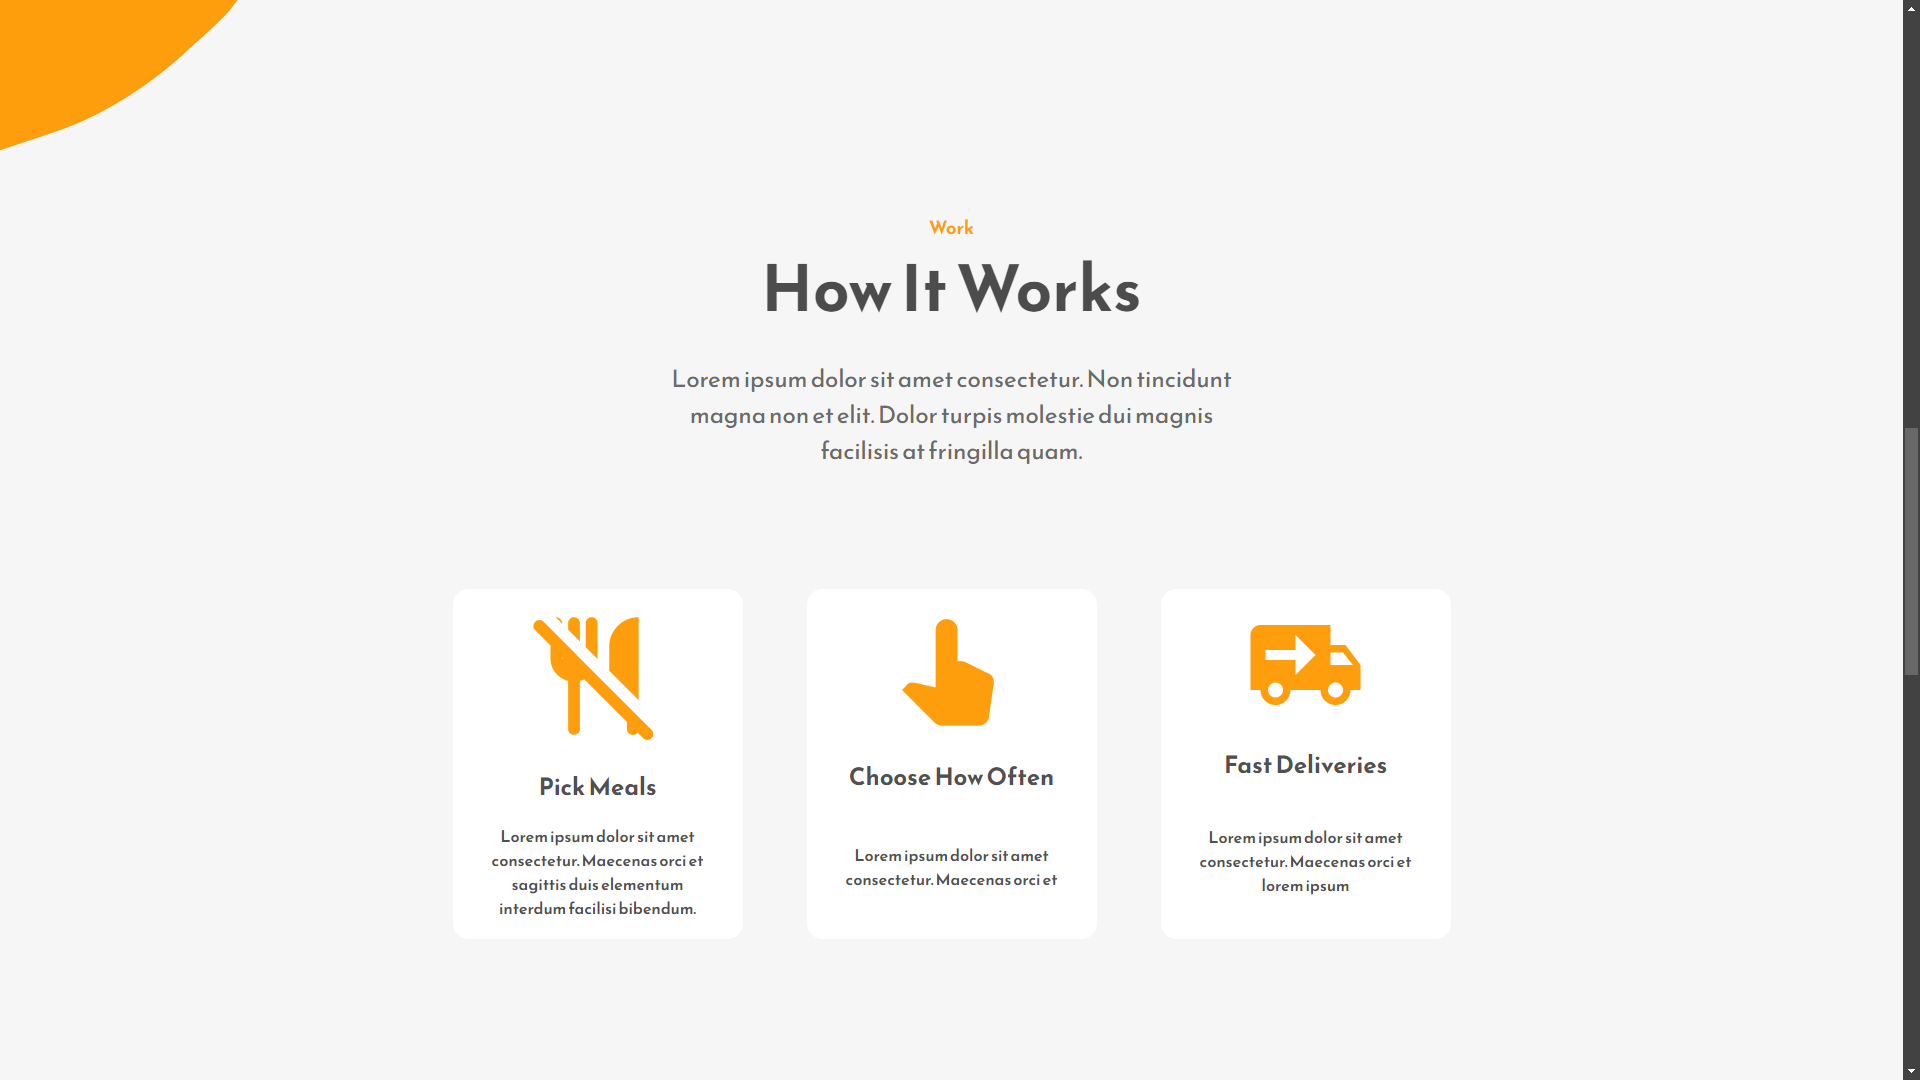 Work
How It Works
Lorem ipsum dolor sit amet consectetur. Non tincidunt
magna non et elit. Dolor turpis molestie dui magnis
facilisis at fringilla quam.
Pick Meals
Lorem ipsum dolor sit amet
consectetur. Maecenas orci et
sagittis duis elementum
interdum facilisi bibendum.
Choose How Often
Lorem ipsum dolor sit amet
consectetur. Maecenas orci et
Fast Deliveries
Lorem ipsum dolor sit amet
consectetur. Maecenas orci et
lorem ipsum